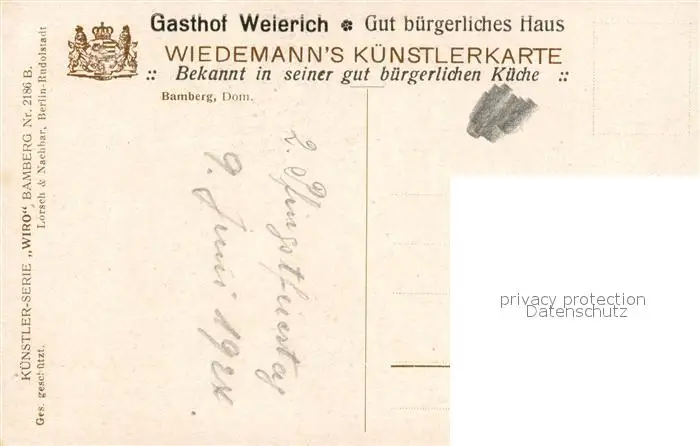 Gasthof Weierich ✽ Gut bürgerliches Haus
WIEDEMANN'S KÜNSTLERKARTE
:: Bekannt in seiner gut bürgerlichen Küche ::
Bamberg, Dom.
KÜNSTLER-SERIE „WIRO“ BAMBERG Nr. 2186 B.
Ges. geschützt. Lorsch & Nachbar, Berlin-Rudolstadt
2. Pfingstfeiertag
9. Juni 1924.
privacy protection
Datenschutz